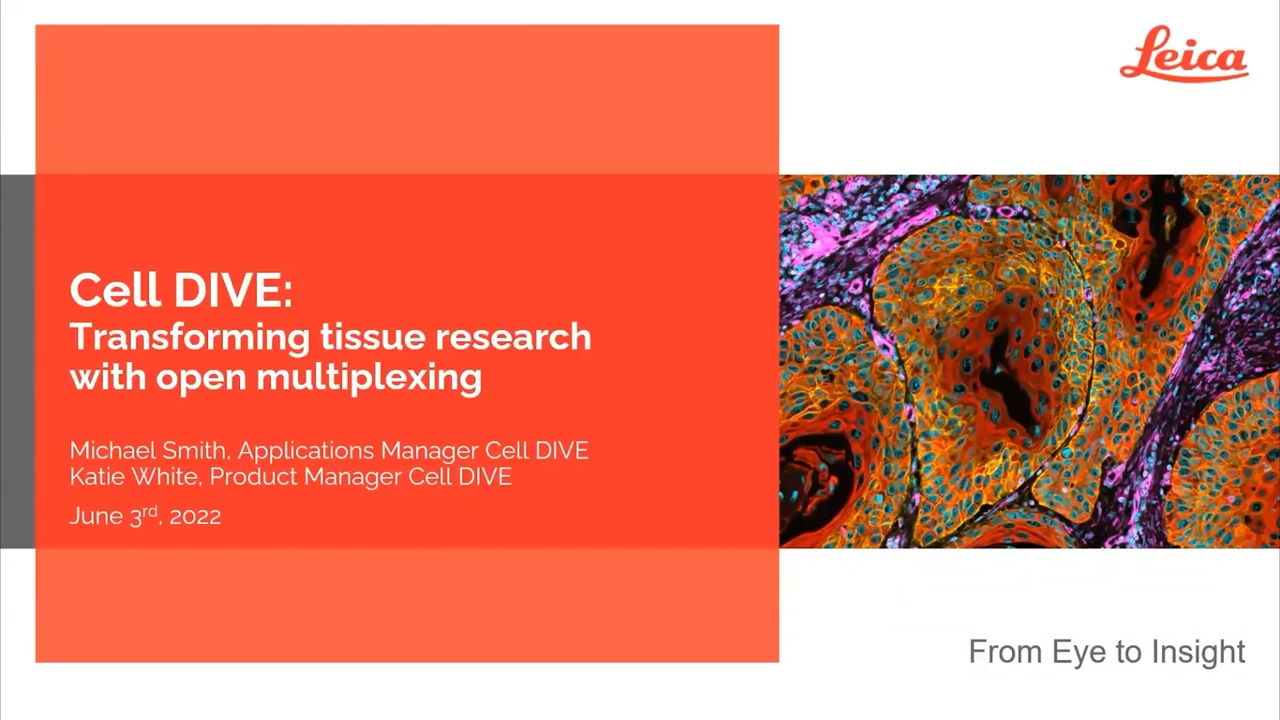 Leica
Cell DIVE:
Transforming tissue research
with open multiplexing
Michael Smith, Applications Manager Cell DIVE
Katie White, Product Manager Cell DIVE
June 3rd, 2022
From Eye to Insight